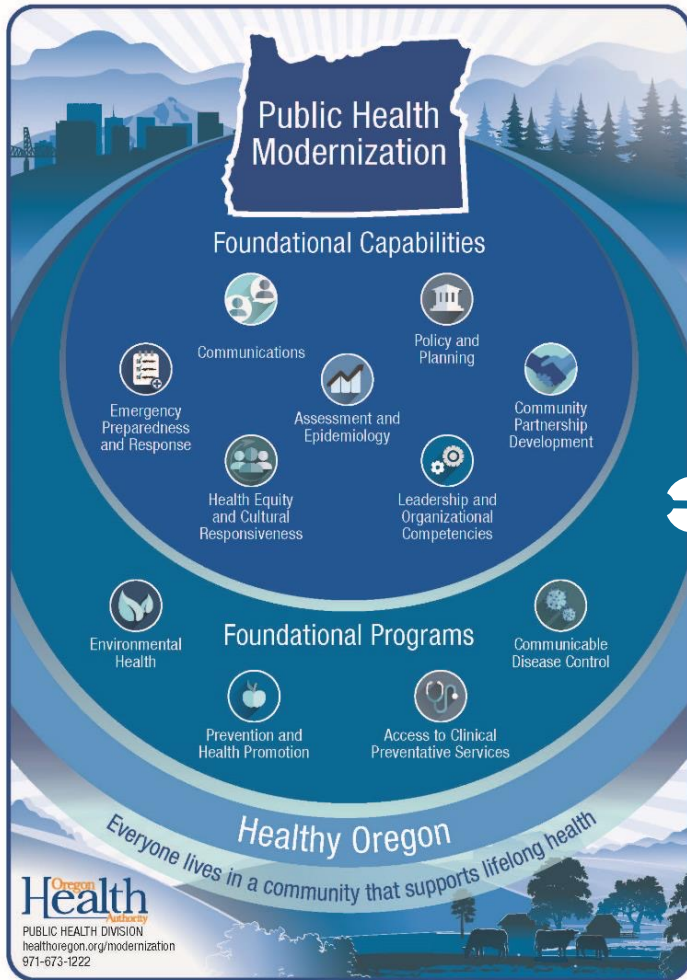 Public Health
Modernization
Foundational Capabilities
Communications
Policy and
Planning
Emergency
Preparedness
and Response
Assessment and
Epidemiology
Community
Partnership
Development
Health Equity
and Cultural
Responsiveness
Leadership and
Organizational
Competencies
Environmental
Health
Foundational Programs
Communicable
Disease Control
Prevention and
Health Promotion
Access to Clinical
Preventative Services
Healthy Oregon
Everyone lives in a community that supports lifelong health
Oregon
Health
Authority
PUBLIC HEALTH DIVISION
healthoregon.org/modernization
971-673-1222